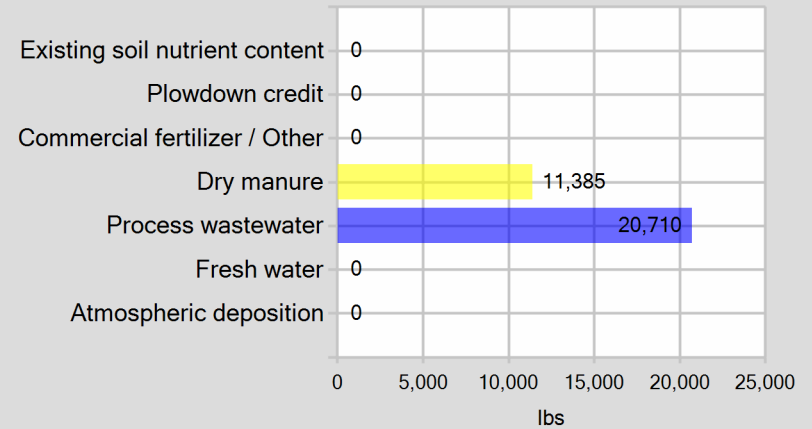 Existing soil nutrient content 0
Plowdown credit 0
Commercial fertilizer / Other 0
Dry manure 11,385
Process wastewater 20,710
Fresh water 0
Atmospheric deposition 0
0 5,000 10,000 15,000 20,000 25,000
lbs